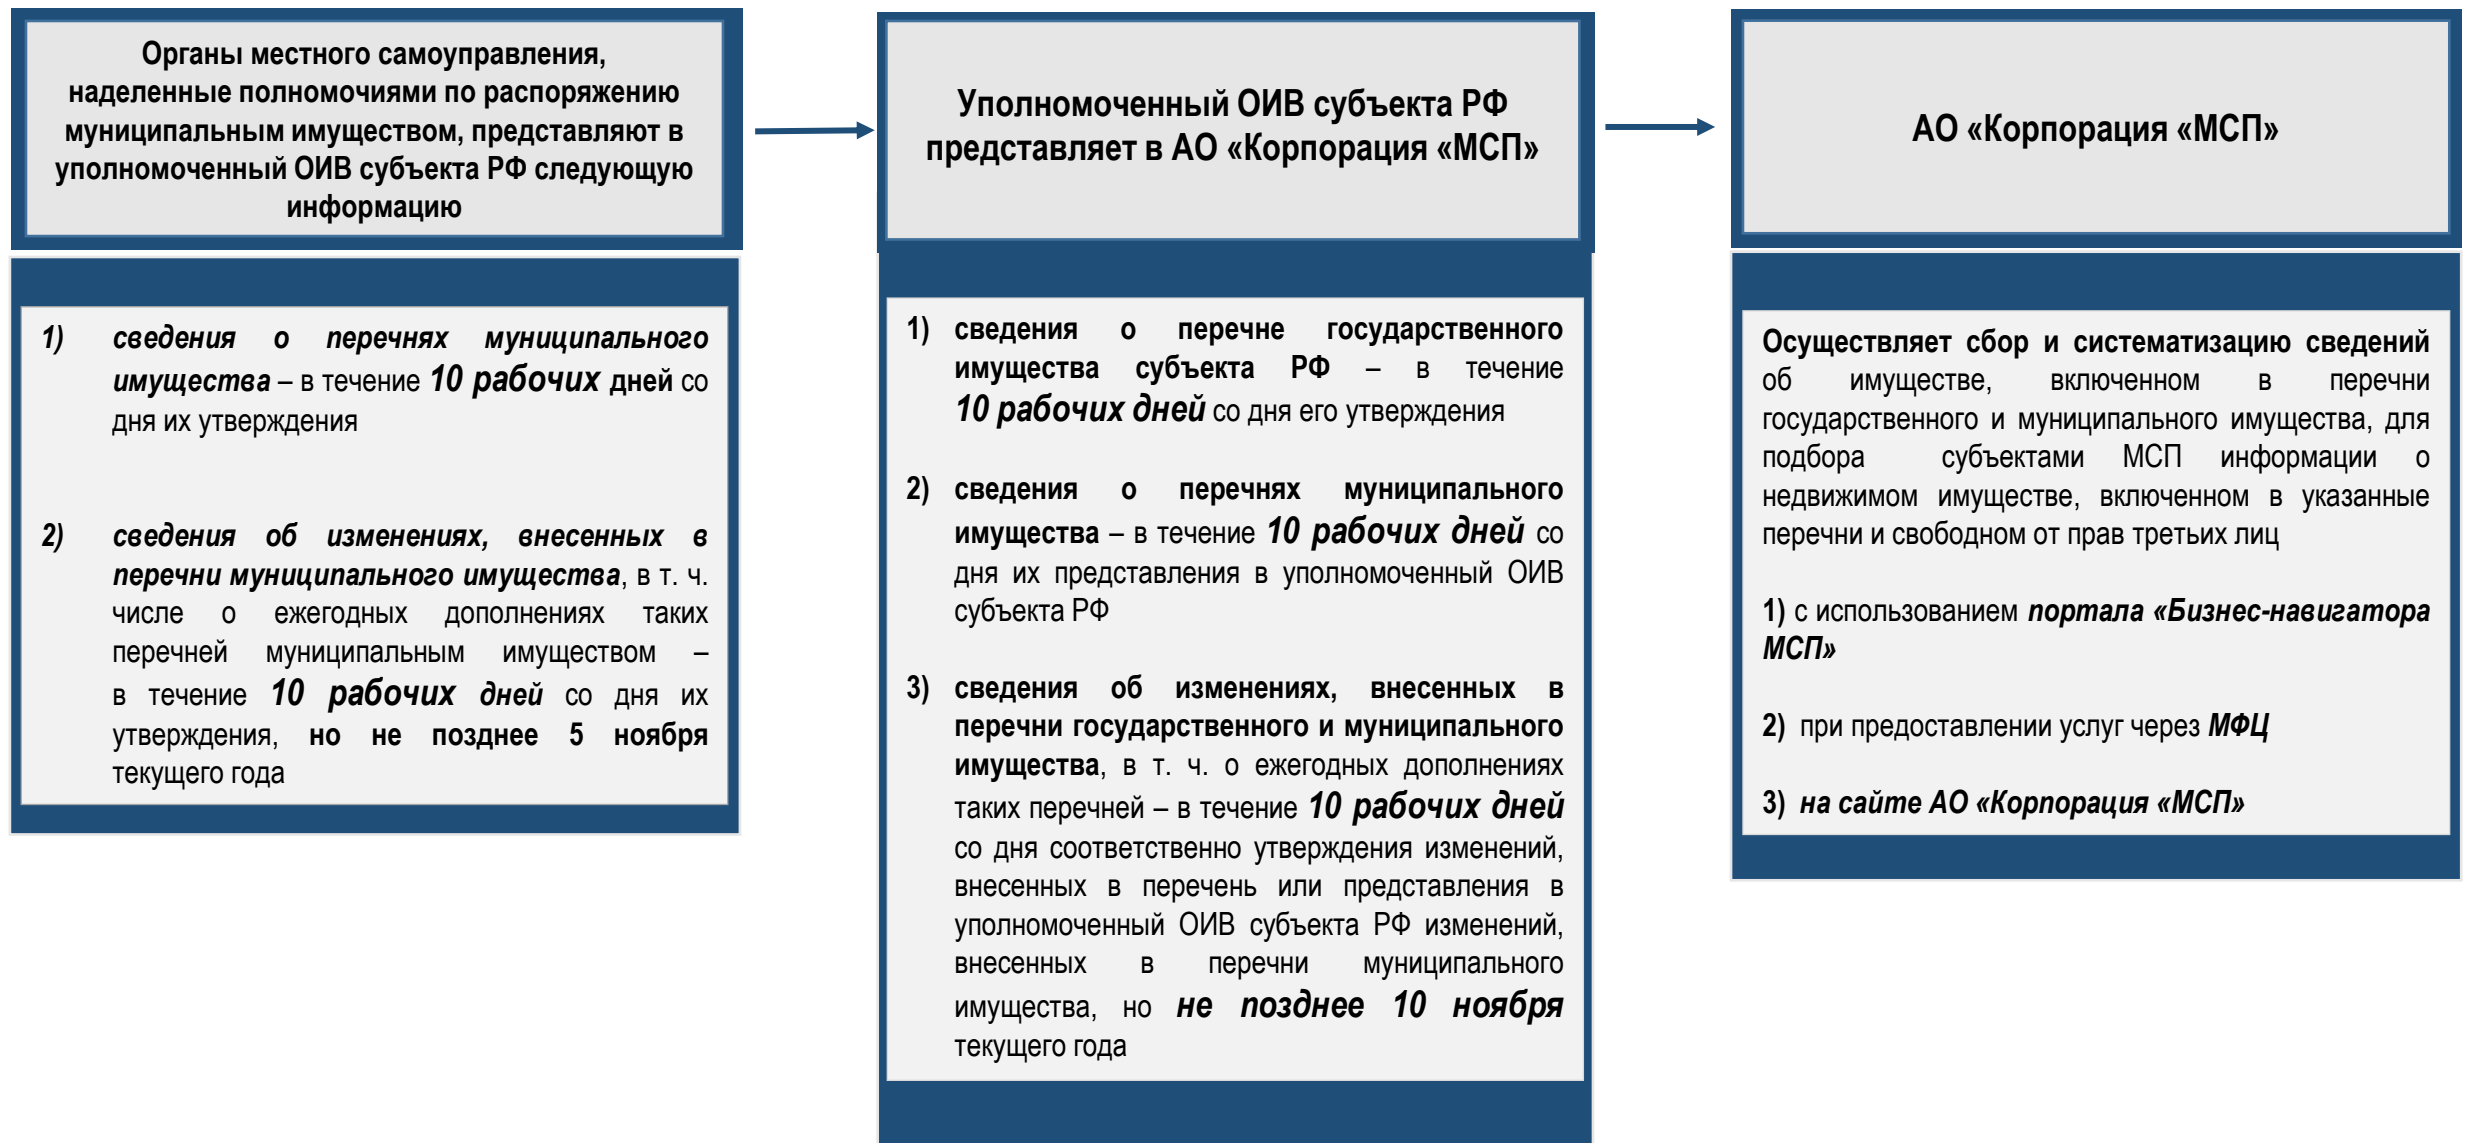 Органы местного самоуправления,
наделенные полномочиями по распоряжению
муниципальным имуществом, представляют в
уполномоченный ОИВ субъекта РФ следующую
информацию
1) сведения о перечнях муниципального
имущества – в течение 10 рабочих дней со
дня их утверждения
2) сведения об изменениях, внесенных в
перечни муниципального имущества, в т. ч.
числе о ежегодных дополнениях таких
перечней муниципальным имуществом –
в течение 10 рабочих дней со дня их
утверждения, но не позднее 5 ноября
текущего года
Уполномоченный ОИВ субъекта РФ
представляет в АО «Корпорация «МСП»
1) сведения о перечне государственного
имущества субъекта РФ – в течение
10 рабочих дней со дня его утверждения
2) сведения о перечнях муниципального
имущества – в течение 10 рабочих дней со
дня их представления в уполномоченный ОИВ
субъекта РФ
3) сведения об изменениях, внесенных в
перечни государственного и муниципального
имущества, в т. ч. о ежегодных дополнениях
таких перечней – в течение 10 рабочих дней
со дня соответственно утверждения изменений,
внесенных в перечень или представления в
уполномоченный ОИВ субъекта РФ изменений,
внесенных в перечни муниципального
имущества, но не позднее 10 ноября
текущего года
АО «Корпорация «МСП»
Осуществляет сбор и систематизацию сведений
об имуществе, включенном в перечни
государственного и муниципального имущества, для
подбора субъектами МСП информации о
недвижимом имуществе, включенном в указанные
перечни и свободном от прав третьих лиц
1) с использованием портала «Бизнес-навигатора
МСП»
2) при предоставлении услуг через МФЦ
3) на сайте АО «Корпорация «МСП»